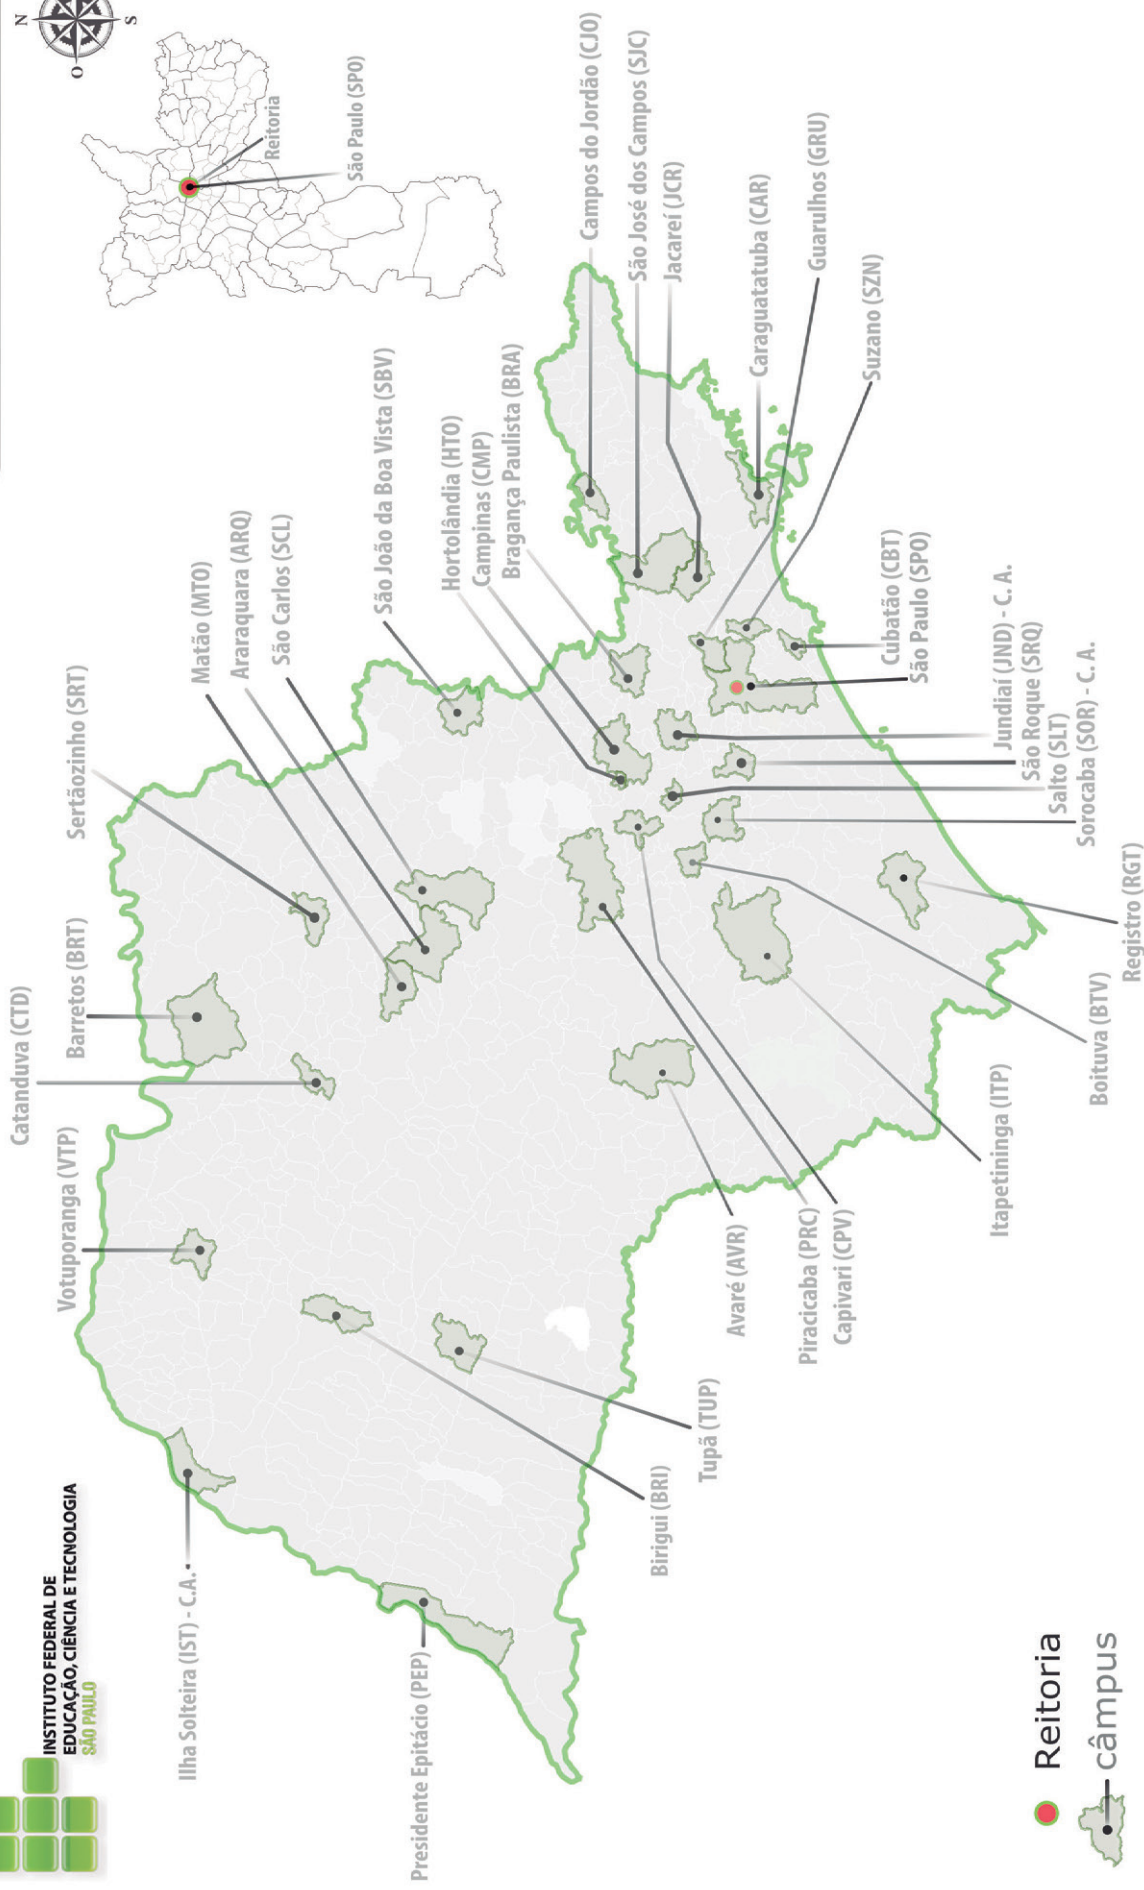 INSTITUTO FEDERAL DE
EDUCAÇÃO, CIÊNCIA E TECNOLOGIA
SÃO PAULO
N
S
O
Reitoria
São Paulo (SPO)
Catanduva (CTD)
Barretos (BRT)
Votuporanga (VTP)
Sertãozinho (SRT)
Matão (MTO)
Araraquara (ARQ)
São Carlos (SCL)
São João da Boa Vista (SBV)
Hortolândia (HTO)
Campinas (CMP)
Bragança Paulista (BRA)
Campos do Jordão (CJO)
São José dos Campos (SJC)
Jacareí (JCR)
Caraguatatuba (CAR)
Guarulhos (GRU)
Suzano (SZN)
Cubatão (CBT)
São Paulo (SPO)
Jundiaí (JND) - C. A.
São Roque (SRQ)
Salto (SLT)
Sorocaba (SOR) - C. A.
Registro (RGT)
Boituva (BTV)
Itapetininga (ITP)
Capivari (CPV)
Piracicaba (PRC)
Avaré (AVR)
Tupã (TUP)
Birigui (BRI)
Presidente Epitácio (PEP)
Ilha Solteira (IST) - C.A.
Reitoria
câmpus